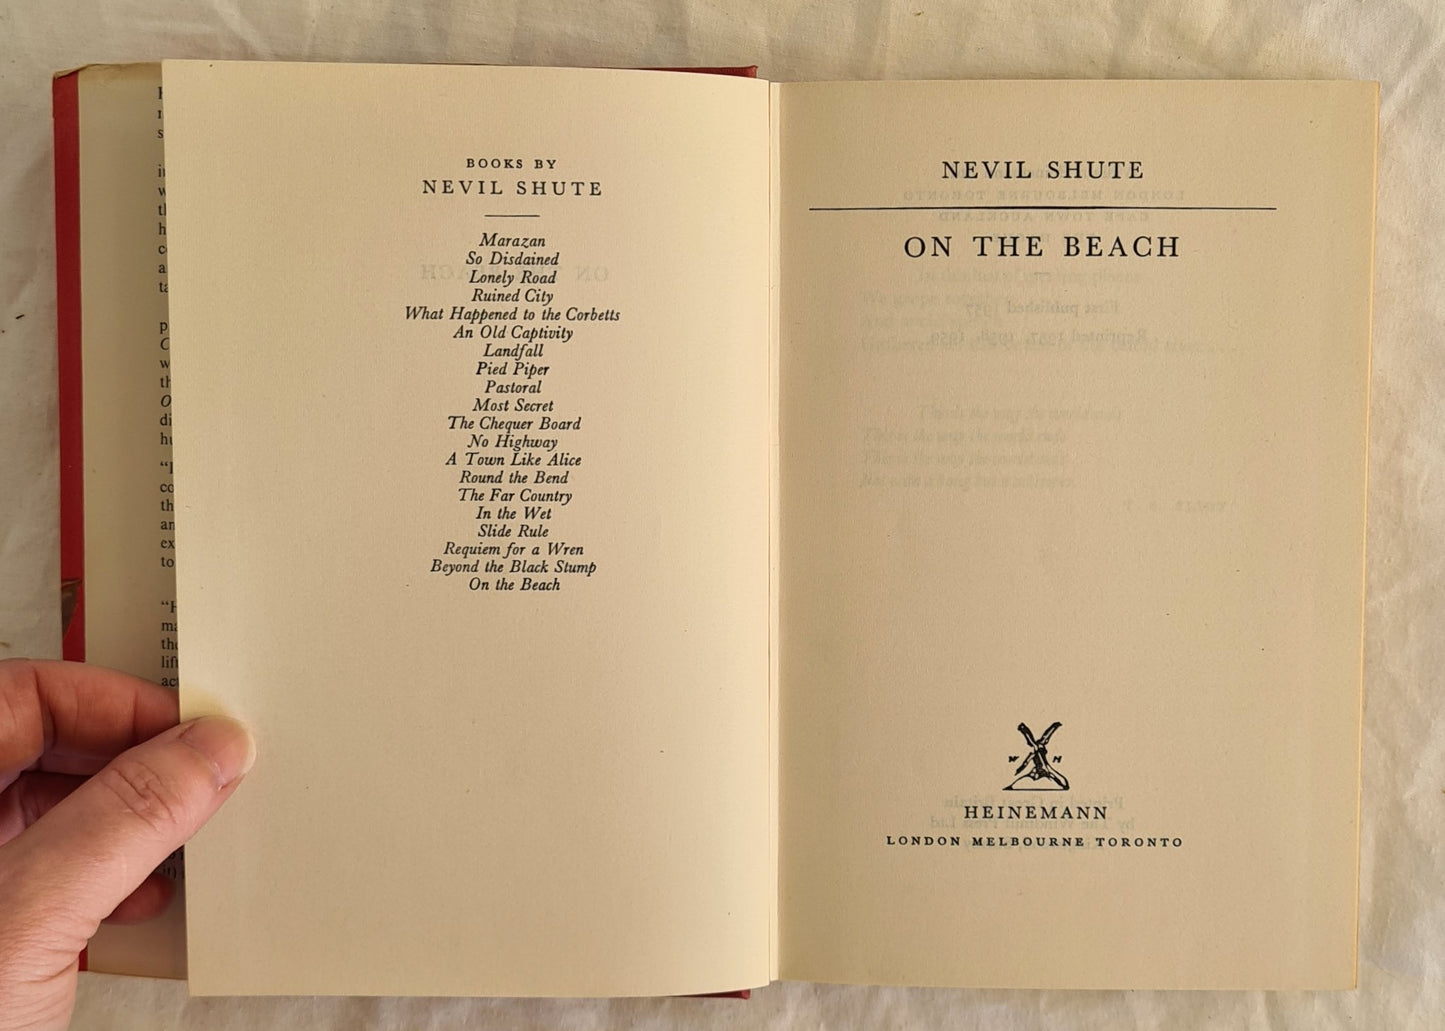 BOOKS BY
NEVIL SHUTE
Marazan
So Disdained
Lonely Road
Ruined City
What Happened to the Corbetts
An Old Captivity
Landfall
Pied Piper
Pastoral
Most Secret
The Chequer Board
No Highway
A Town Like Alice
Round the Bend
The Far Country
In the Wet
Slide Rule
Requiem for a Wren
Beyond the Black Stump
On the Beach
NEVIL SHUTE
ON THE BEACH
W H
HEINEMANN
LONDON MELBOURNE TORONTO